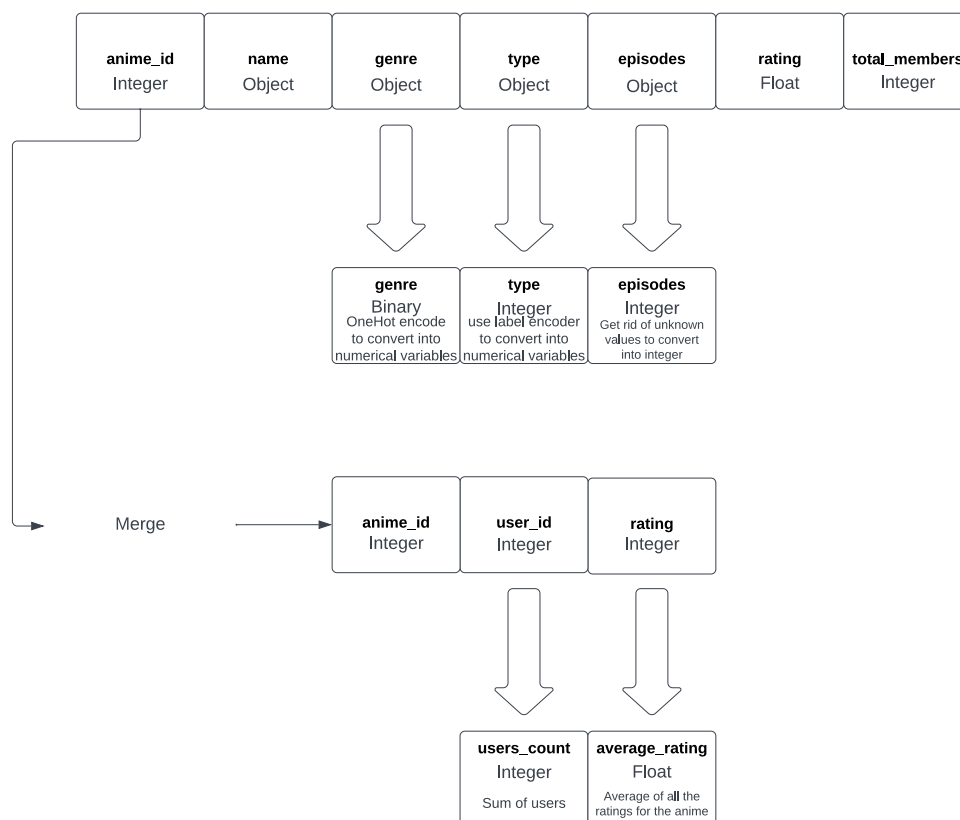 anime_id
Integer
name
Object
genre
Object
type
Object
episodes
Object
rating
Float
total_members
Integer
genre
Binary
OneHot encode
to convert into
numerical variables
type
Integer
use label encoder
to convert into
numerical variables
episodes
Integer
Get rid of unknown
values to convert
into integer
Merge
anime_id
Integer
user_id
Integer
rating
Integer
users_count
Integer
Sum of users
average_rating
Float
Average of all the
ratings for the anime